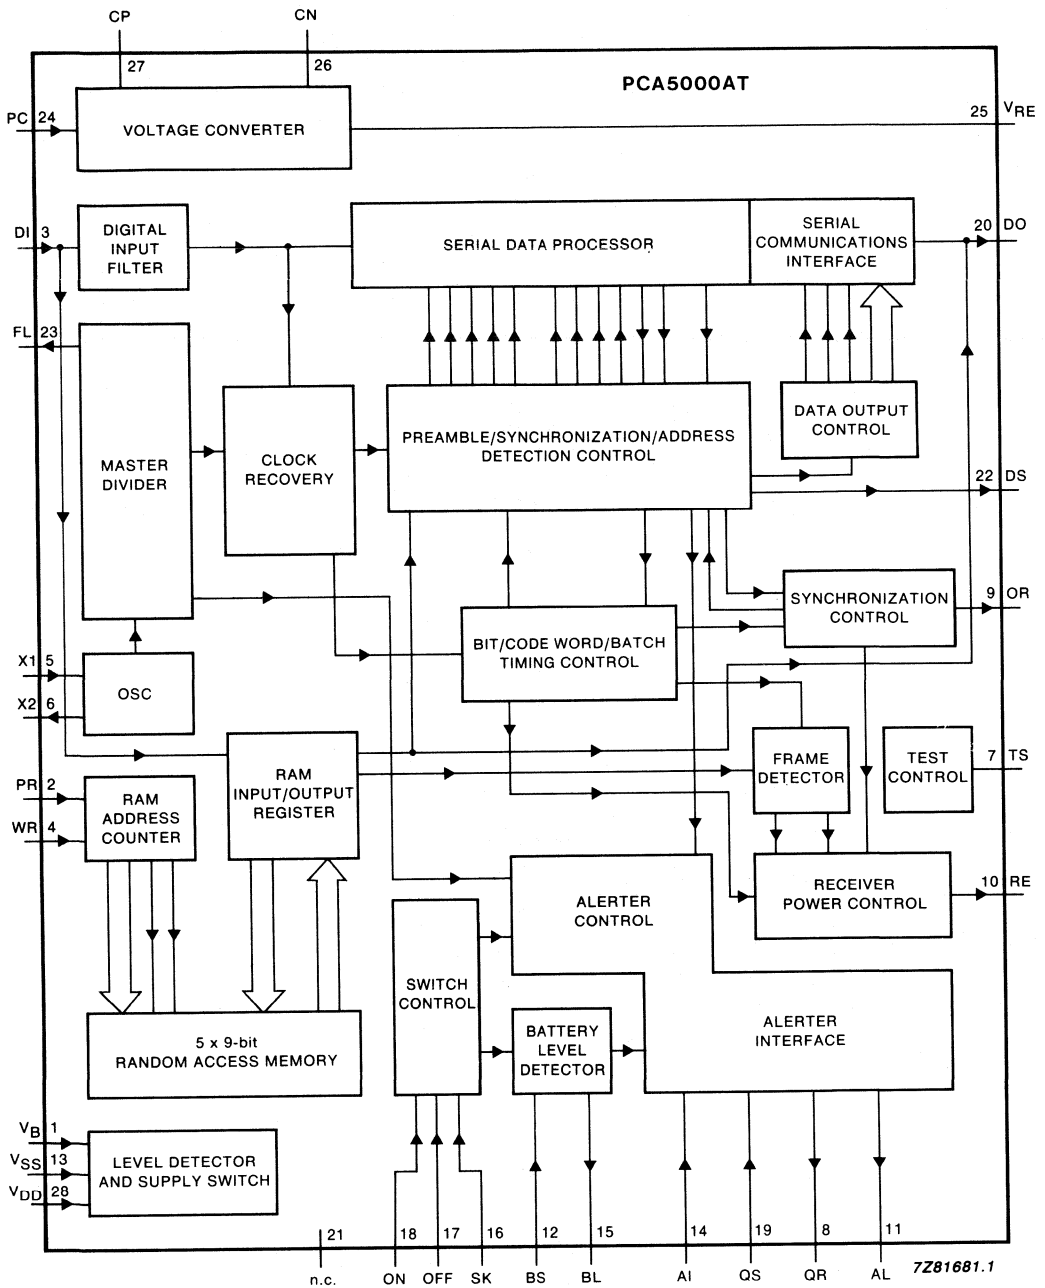 CP
CN
27
26
PCA5000AT
PC 24
VOLTAGE CONVERTER
25 VRE
DI 3
DIGITAL
INPUT
FILTER
SERIAL DATA PROCESSOR
SERIAL
COMMUNICATIONS
INTERFACE
20 DO
FL 23
MASTER
DIVIDER
CLOCK
RECOVERY
PREAMBLE/SYNCHRONIZATION/ADDRESS
DETECTION CONTROL
DATA OUTPUT
CONTROL
22 DS
SYNCHRONIZATION
CONTROL
9 OR
BIT/CODE WORD/BATCH
TIMING CONTROL
X1 5
OSC
X2 6
RAM
INPUT/OUTPUT
REGISTER
FRAME
DETECTOR
TEST
CONTROL
7 TS
PR 2
WR 4
RAM
ADDRESS
COUNTER
RECEIVER
POWER CONTROL
10 RE
ALERTER
CONTROL
SWITCH
CONTROL
5 x 9-bit
RANDOM ACCESS MEMORY
BATTERY
LEVEL
DETECTOR
ALERTER
INTERFACE
VB 1
VSS 13
VDD 28
LEVEL DETECTOR
AND SUPPLY SWITCH
21
18
17
16
12
15
14
19
8
11
n.c.
ON
OFF
SK
BS
BL
AI
QS
QR
AL
7Z81681.1